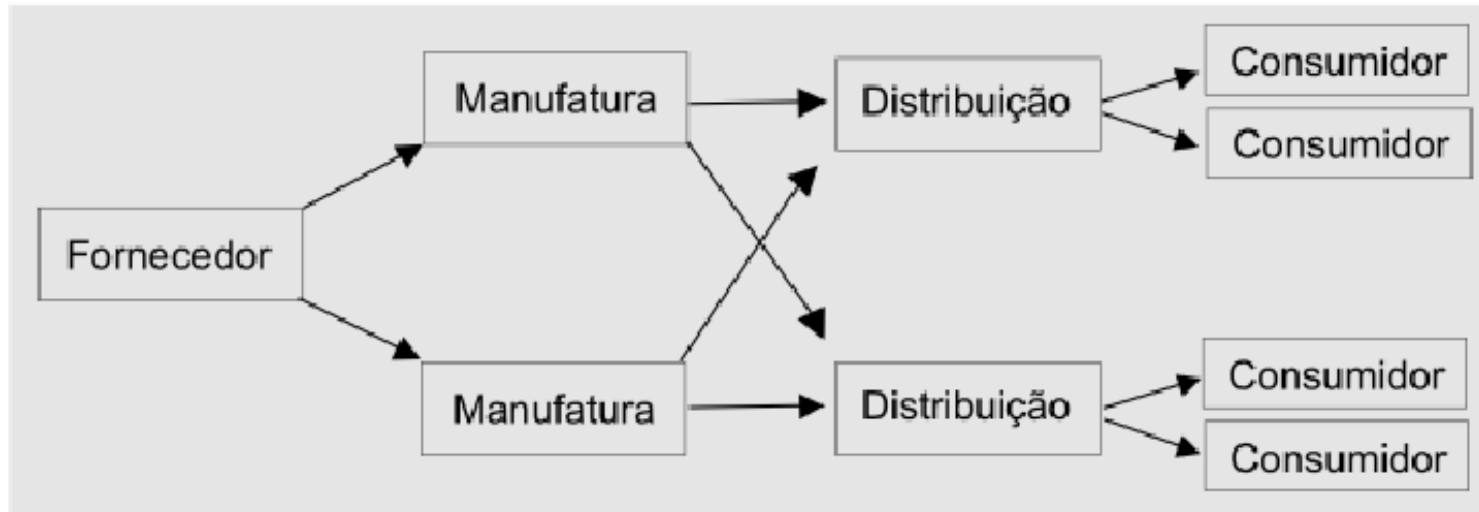 Fornecedor
Manufatura
Manufatura
Distribuição
Distribuição
Consumidor
Consumidor
Consumidor
Consumidor